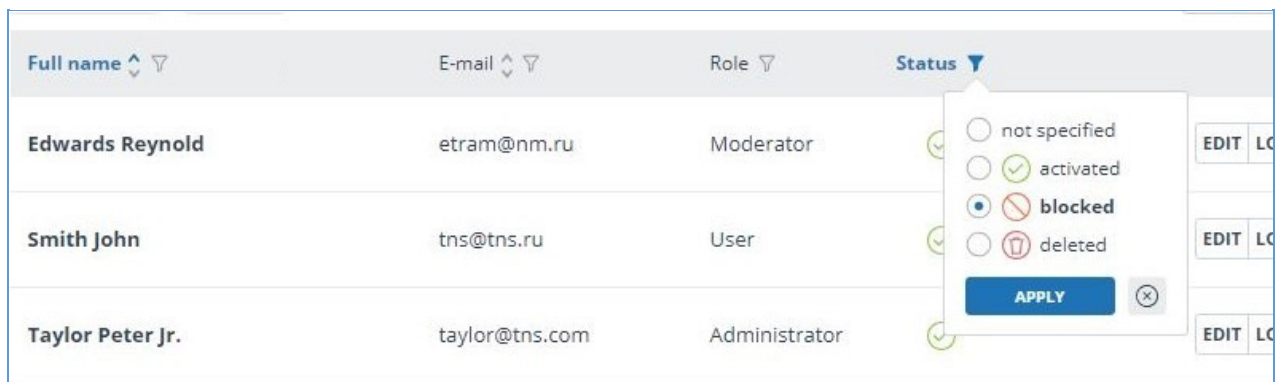 Full name E-mail Role Status
Edwards Reynold etram@nm.ru Moderator EDIT
Smith John tns@tns.ru User EDIT
Taylor Peter Jr. taylor@tns.com Administrator EDIT
not specified
activated
blocked
deleted
APPLY